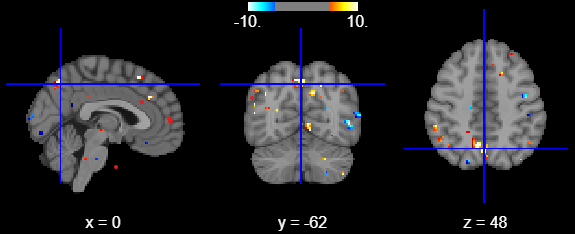 -10. 10.
x = 0 y = -62 z = 48